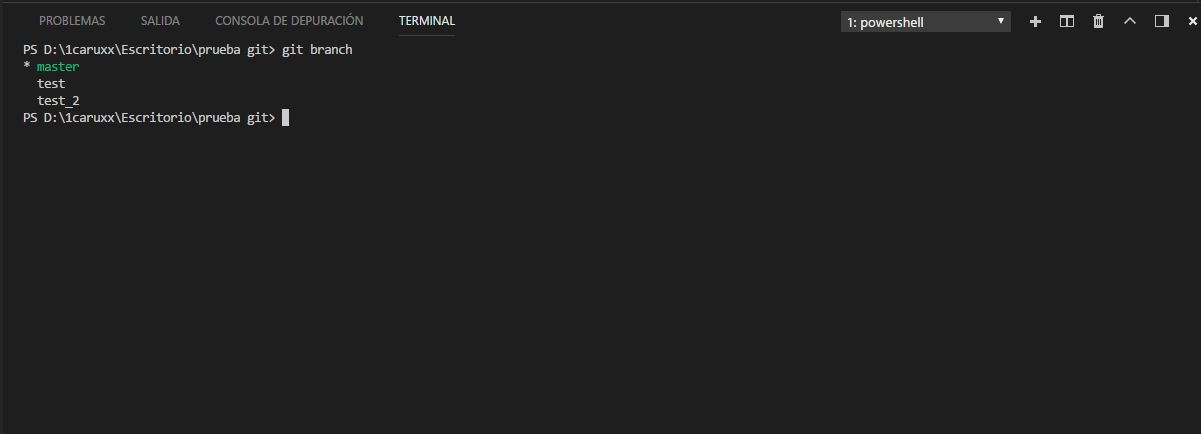 PROBLEMAS SALIDA CONSOLA DE DEPURACIÓN TERMINAL 1: powershell
PS D:\1caruxx\Escritorio\prueba git> git branch
* master
  test
  test_2
PS D:\1caruxx\Escritorio\prueba git>